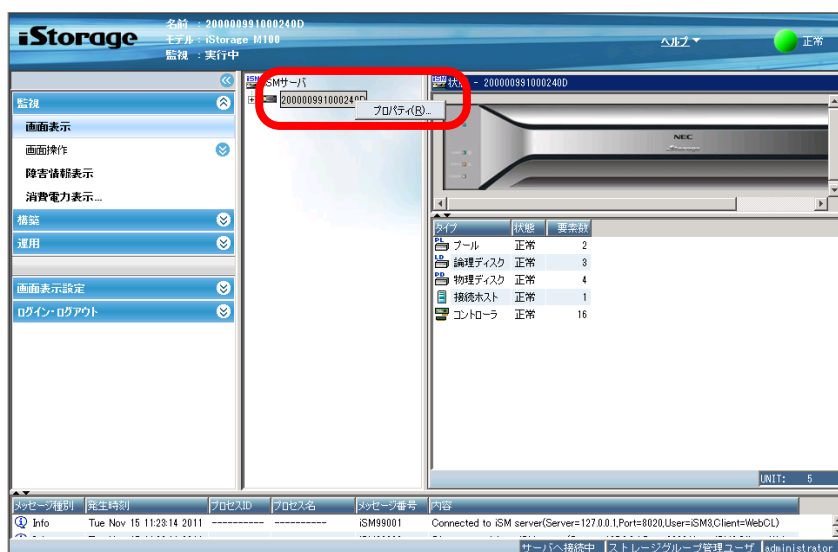 iStorage
名前 : 200000991000240D
モデル : iStorage M100
監視 : 実行中
ヘルプ
正常
監視
画面表示
画面操作
障害情報表示
消費電力表示...
構築
運用
画面表示設定
ログイン・ログアウト
iSMサーバ
200000991000240D
プロパティ(R)...
状態 - 200000991000240D
NEC
タイプ 状態 要素数
プール 正常 2
論理ディスク 正常 3
物理ディスク 正常 4
接続ホスト 正常 1
コントローラ 正常 16
UNIT: 5
メッセージ種別 発生時刻 プロセスID プロセス名 メッセージ番号 内容
Info Tue Nov 15 11:23:14 2011 ---------- ---------- iSM99001 Connected to iSM server(Server=127.0.0.1,Port=8020,User=iSM3,Client=WebCL)
サーバへ接続中 ストレージグループ管理ユーザ administrator